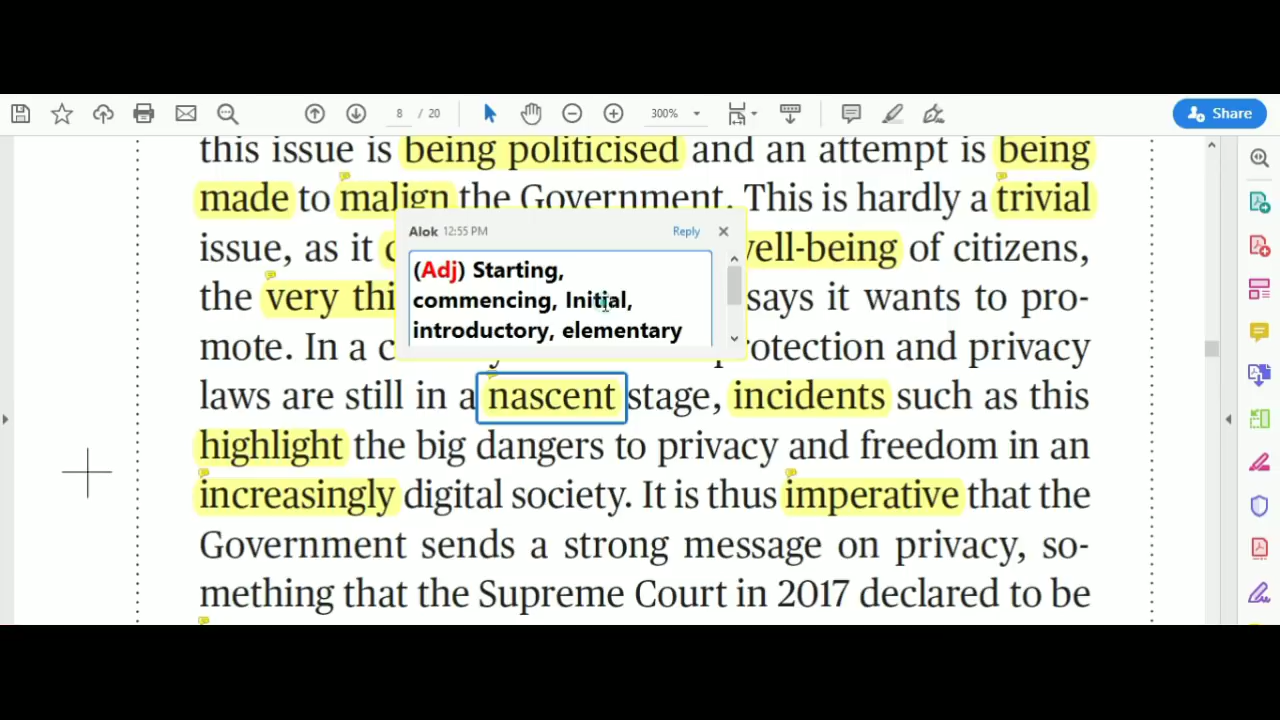 8 / 20
300%
Share
this issue is being politicised and an attempt is being
made to malign the Government. This is hardly a trivial
issue, as it well-being of citizens,
the very thi says it wants to pro-
mote. In a c protection and privacy
laws are still in a nascent stage, incidents such as this
highlight the big dangers to privacy and freedom in an
increasingly digital society. It is thus imperative that the
Government sends a strong message on privacy, so-
mething that the Supreme Court in 2017 declared to be
Alok 12:55 PM
Reply
(Adj) Starting,
commencing, Initial,
introductory, elementary